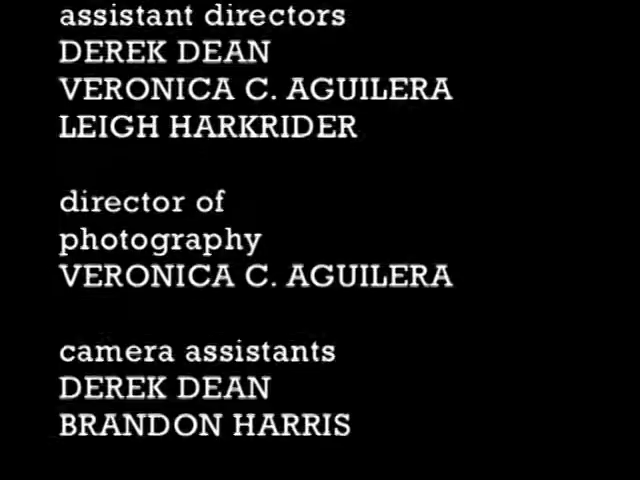 assistant directors
DEREK DEAN
VERONICA C. AGUILERA
LEIGH HARKRIDER
director of
photography
VERONICA C. AGUILERA
camera assistants
DEREK DEAN
BRANDON HARRIS